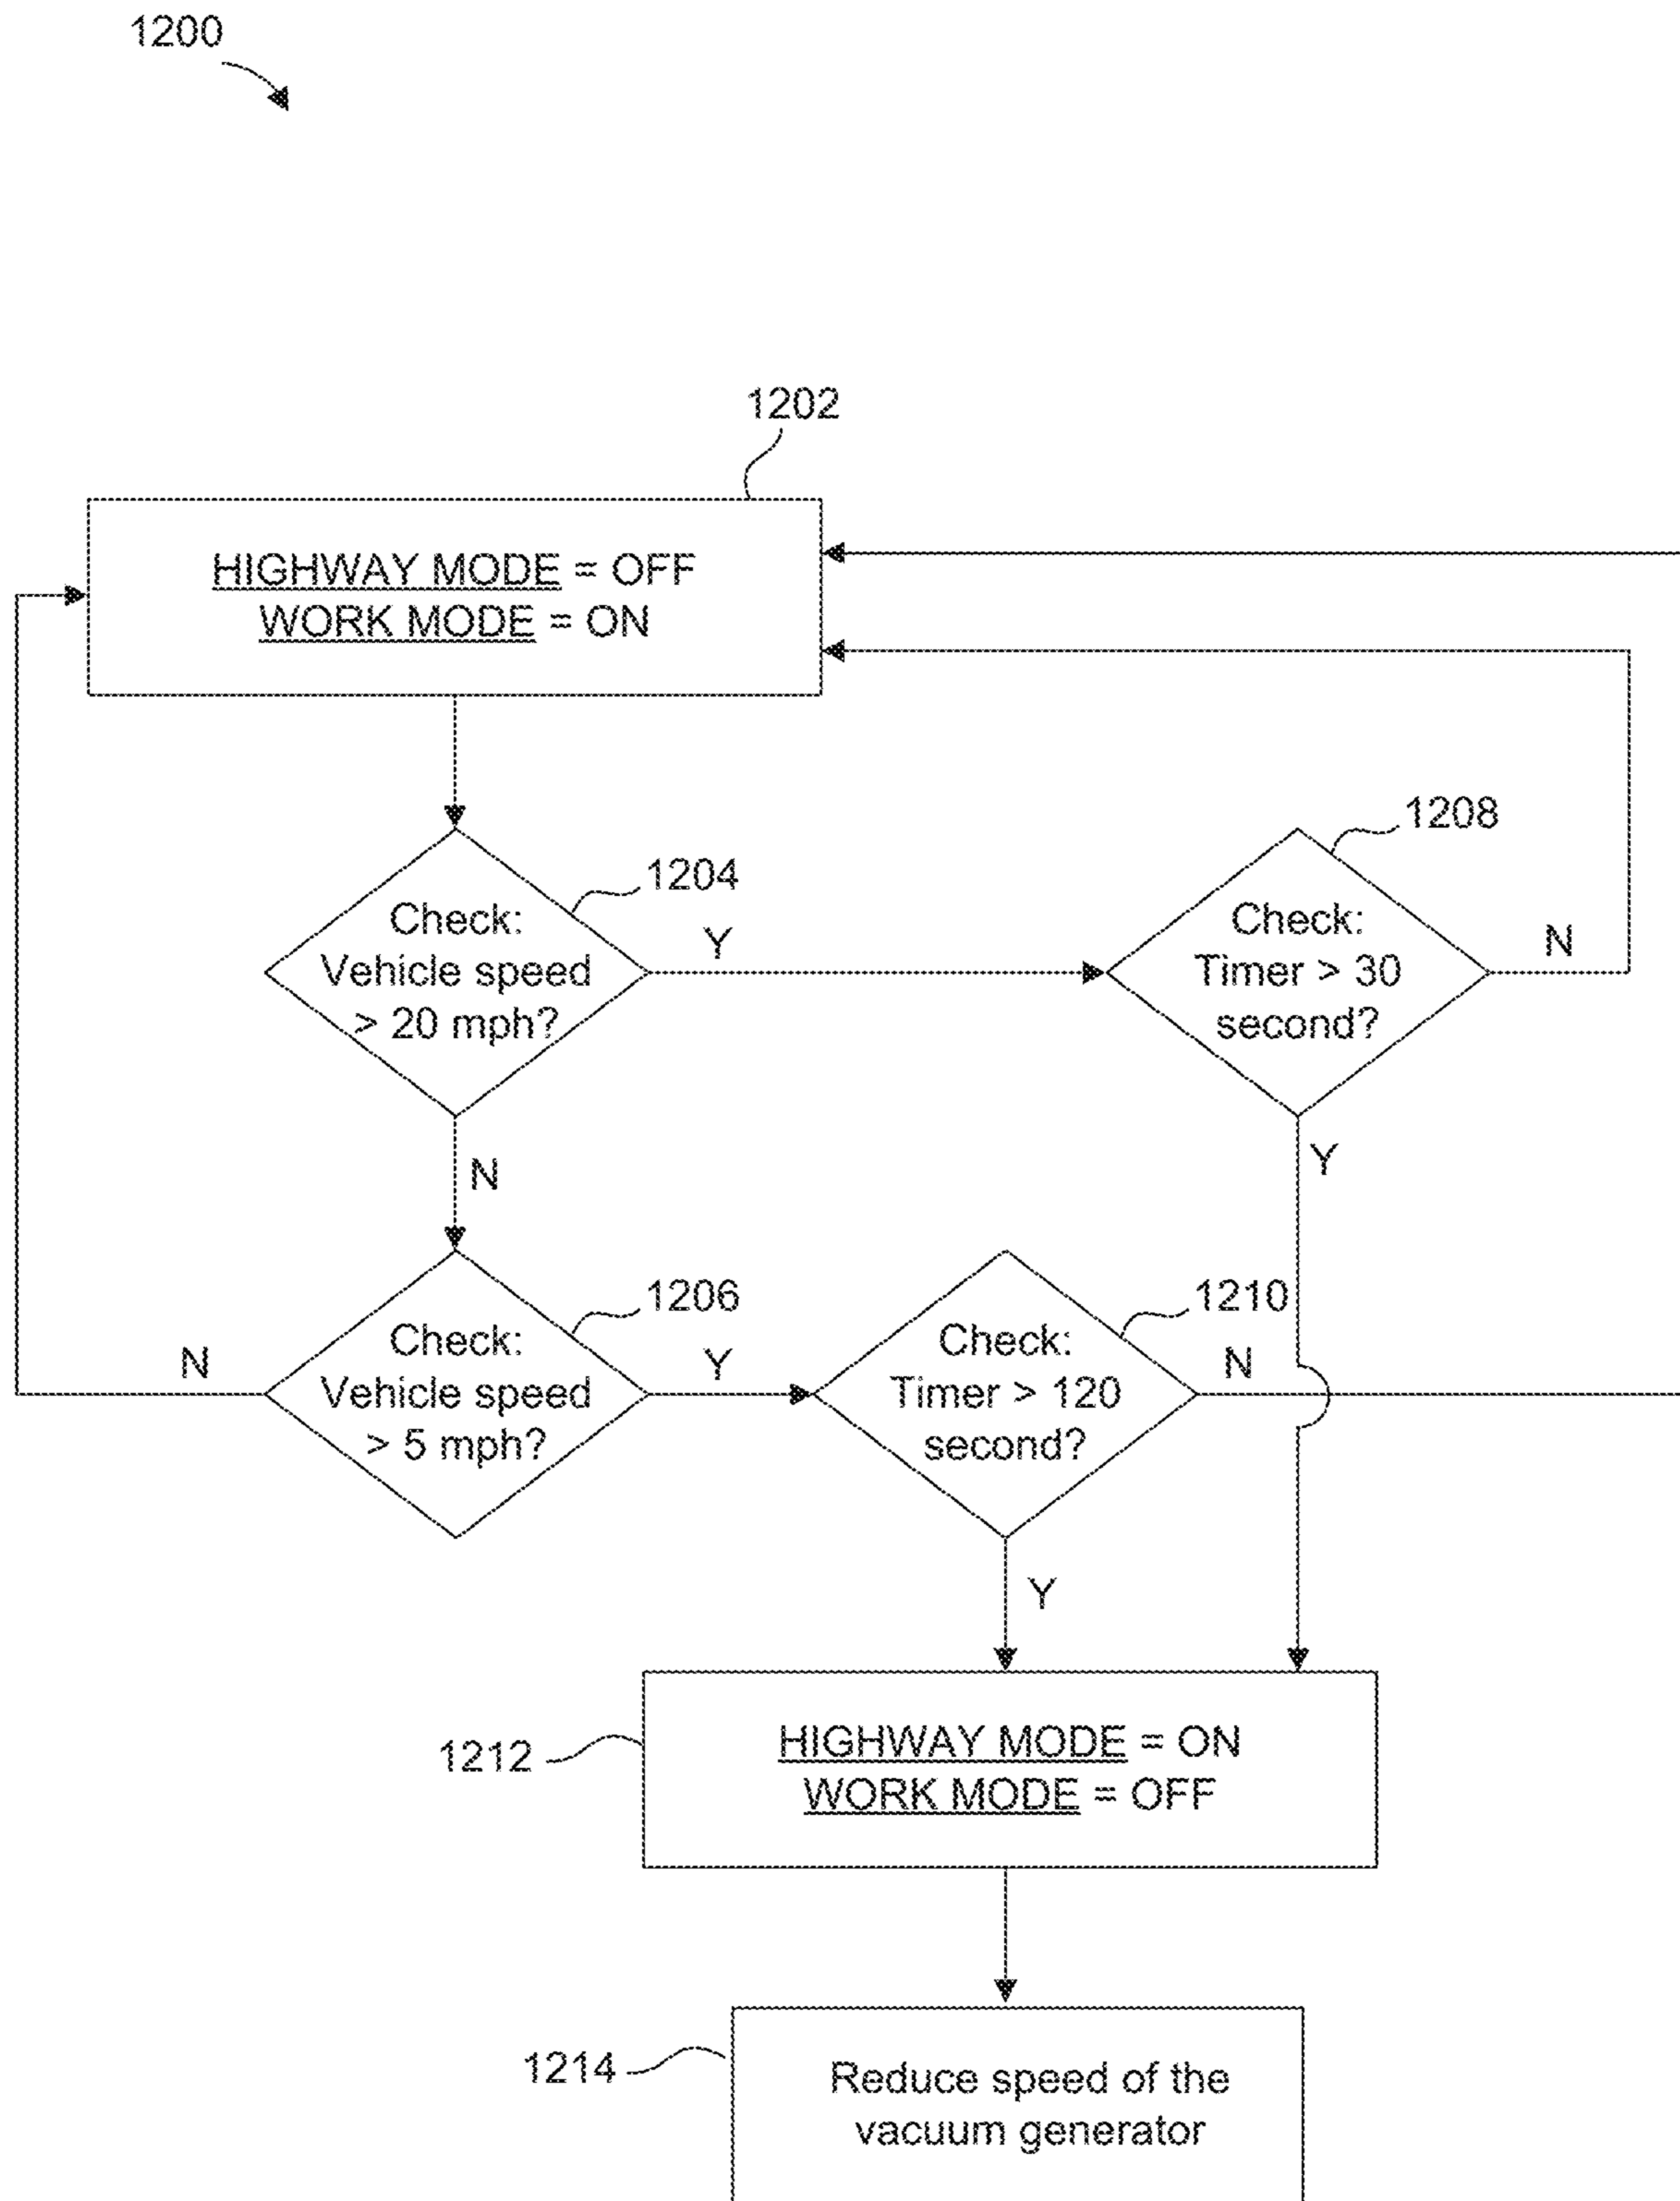 1200
1202
HIGHWAY MODE = OFF
WORK MODE = ON
1204
Check:
Vehicle speed
> 20 mph?
Y
1208
Check:
Timer > 30
second?
N
N
Y
1206
Check:
Vehicle speed
> 5 mph?
N
Y
1210
Check:
Timer > 120
second?
N
Y
1212
HIGHWAY MODE = ON
WORK MODE = OFF
1214
Reduce speed of the
vacuum generator